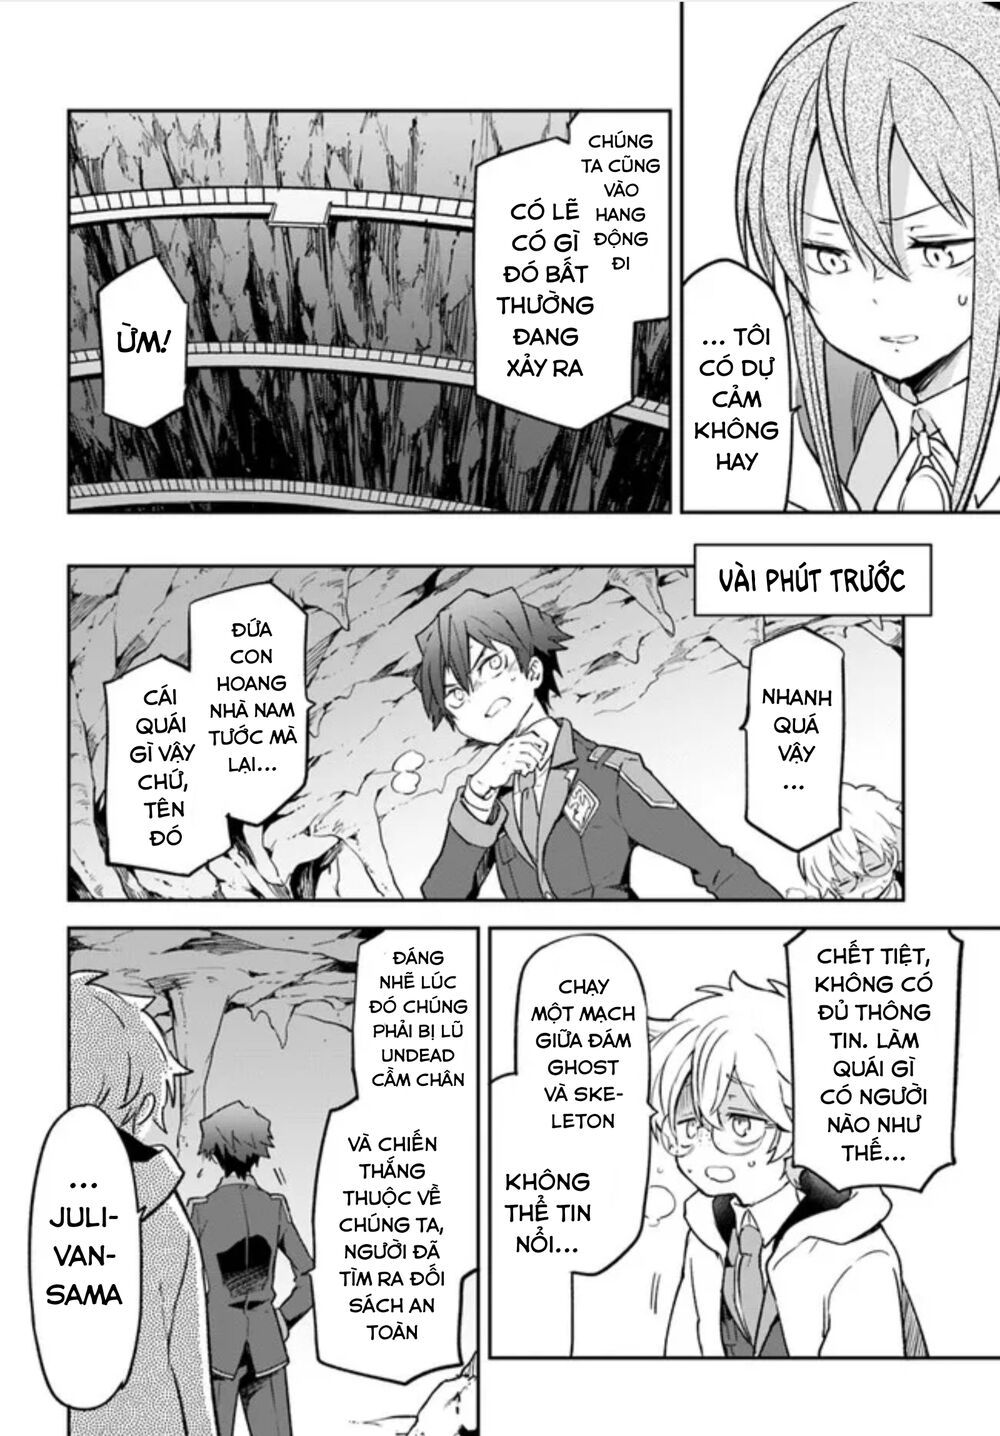 ... TÔI
CÓ DỰ
CẢM
KHÔNG
HAY
CHÚNG
TA CŨNG
VÀO
HANG
ĐỘNG
ĐI
CÓ LẼ
CÓ GÌ
ĐÓ BẤT
THƯỜNG
ĐANG
XẢY RA
ỪM!
VÀI PHÚT TRƯỚC
NHANH
QUÁ
VẬY
...
ĐỨA
CON
HOANG
NHÀ NAM
TƯỚC MÀ
LẠI...
CÁI
QUÁI
GÌ VẬY
CHỨ,
TÊN
ĐÓ
CHẾT TIỆT,
KHÔNG CÓ
ĐỦ THÔNG
TIN. LÀM
QUÁI GÌ
CÓ NGƯỜI
NÀO NHƯ
THẾ...
CHẠY
MỘT MẠCH
GIỮA ĐÁM
GHOST
VÀ SKE-
LETON
KHÔNG
THỂ TIN
NỔI...
ĐÁNG
NHẼ LÚC
ĐÓ CHÚNG
PHẢI BỊ LŨ
UNDEAD
CẦM CHÂN
VÀ CHIẾN
THẮNG
THUỘC VỀ
CHÚNG TA,
NGƯỜI ĐÃ
TÌM RA ĐỐI
SÁCH AN
TOÀN
...
JULI-
VAN-
SAMA